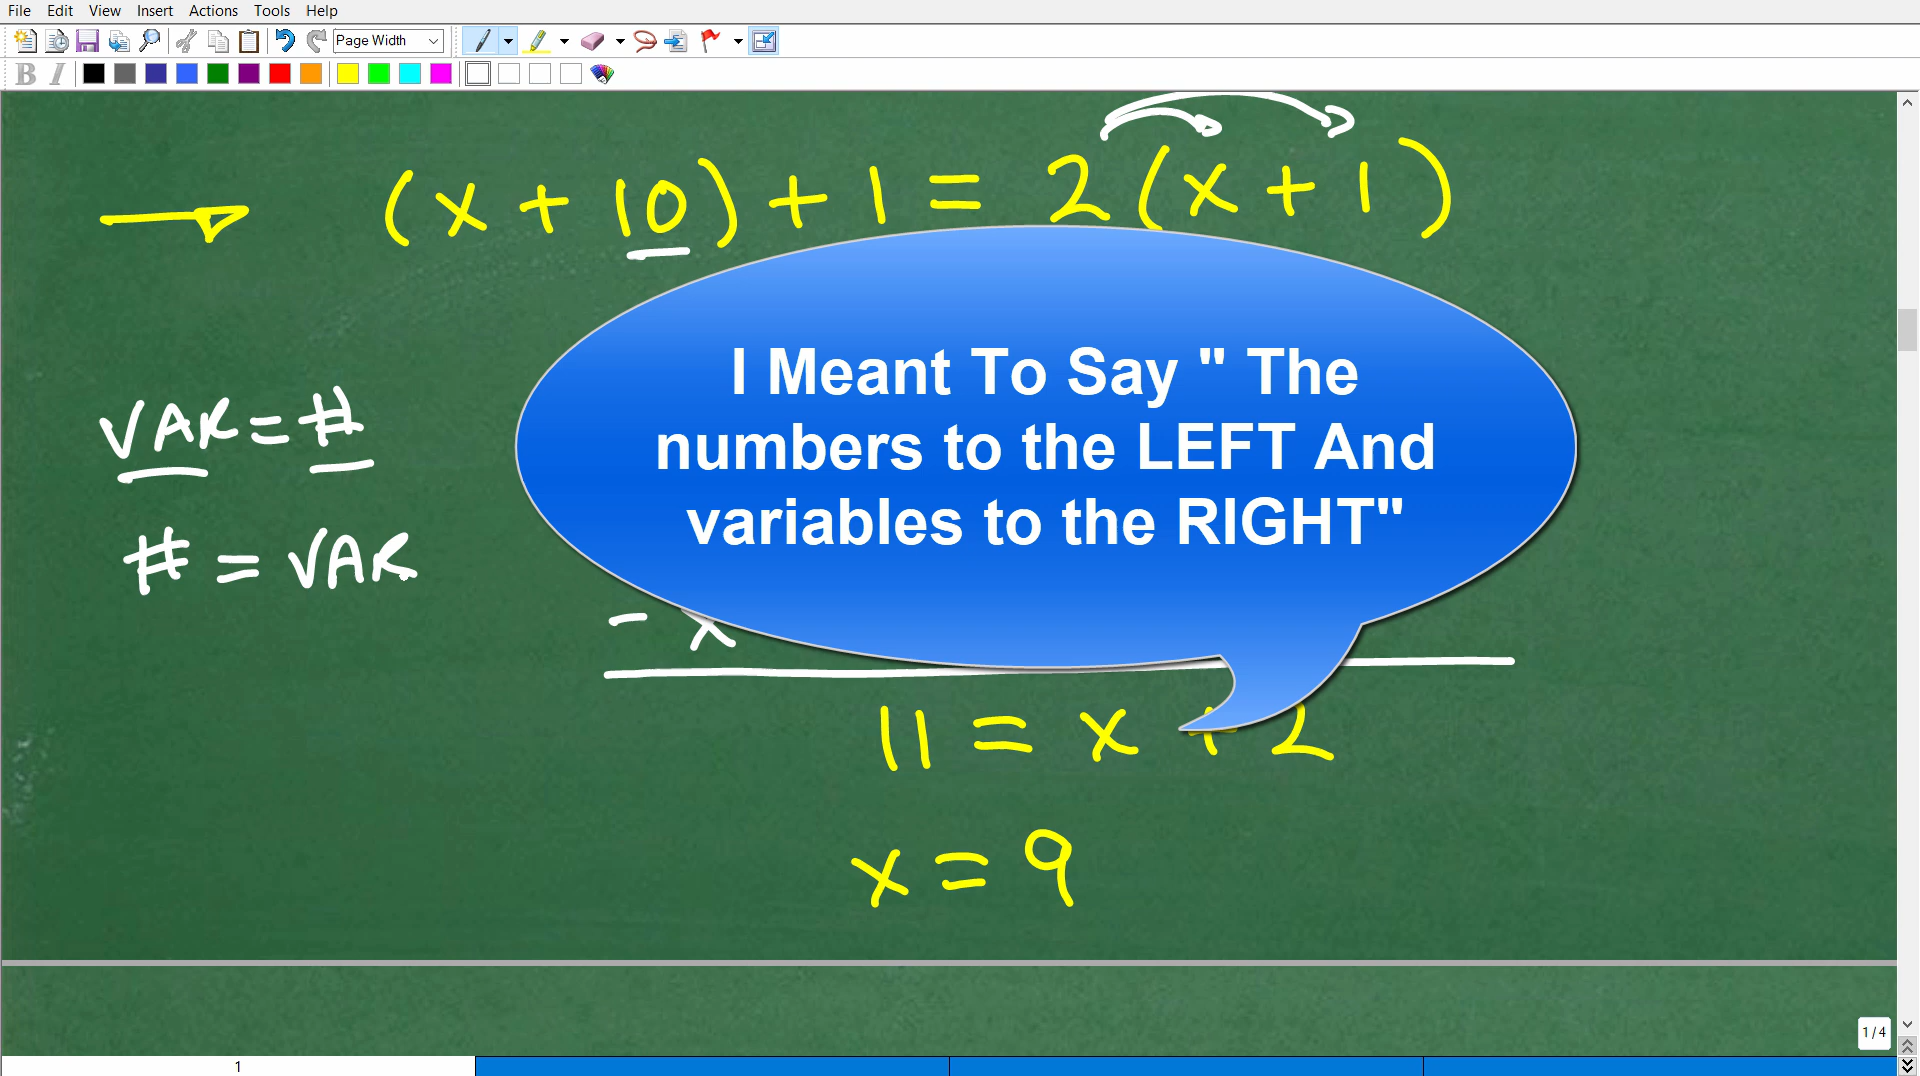 File Edit View Insert Actions Tools Help
Page Width
B I
(x + 10) + 1 = 2 (x + 1)
I Meant To Say " The
numbers to the LEFT And
variables to the RIGHT"
VAR = #
# = VAR
- x
11 = x + 2
x = 9
1 / 4
1